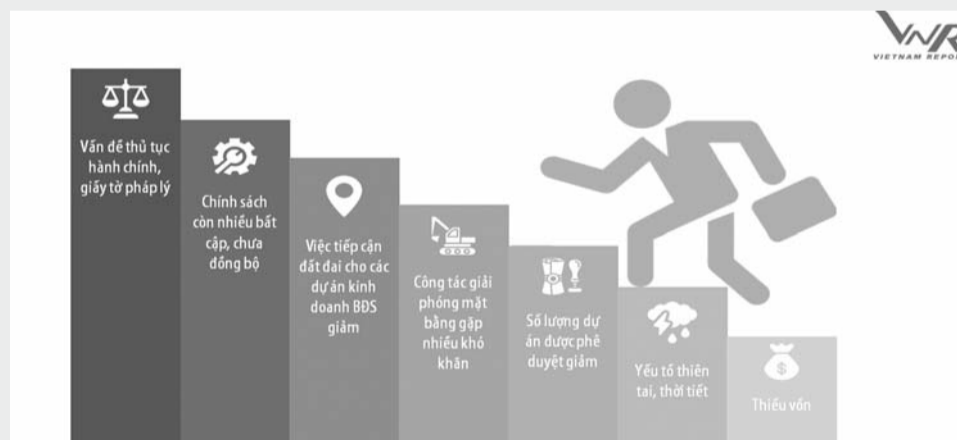 VNR
VIETNAM REPOR
Vấn đề thủ tục
hành chính,
giấy tờ pháp lý
Chính sách
còn nhiều bất
cập, chưa
đồng bộ
Việc tiếp cận
đất đai cho các
dự án kinh
doanh BĐS
giảm
Công tác giải
phóng mặt
bằng gặp
nhiều khó
khăn
Số lượng dự
án được phê
duyệt giảm
Yếu tố thiên
tai, thời tiết
$
Thiếu vốn